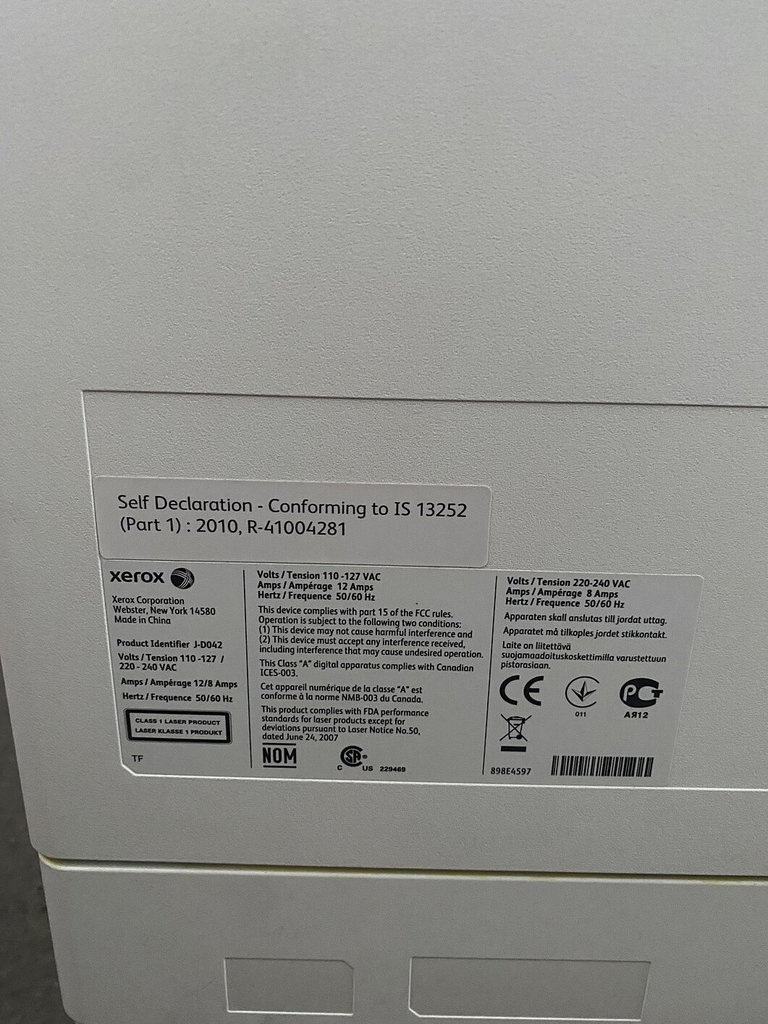 Self Declaration - Conforming to IS 13252
(Part 1) : 2010, R-41004281
xerox
Xerox Corporation
Webster, New York 14580
Made in China
Product Identifier J-D042
Volts / Tension 110 -127 /
220 - 240 VAC
Amps / Ampérage 12/8 Amps
Hertz / Frequence 50/60 Hz
CLASS 1 LASER PRODUCT
LASER KLASSE 1 PRODUKT
TF
Volts / Tension 110 -127 VAC
Amps / Ampérage 12 Amps
Hertz / Frequence 50/60 Hz
This device complies with part 15 of the FCC rules.
Operation is subject to the following two conditions:
(1) This device may not cause harmful interference and
(2) This device must accept any interference received,
including interference that may cause undesired operation.
This Class "A" digital apparatus complies with Canadian
ICES-003.
Cet appareil numérique de la classe "A" est
conforme à la norme NMB-003 du Canada.
This product complies with FDA performance
standards for laser products except for
deviations pursuant to Laser Notice No.50,
dated June 24, 2007
NOM
C SA ® US 229469
Volts / Tension 220-240 VAC
Amps / Ampérage 8 Amps
Hertz / Frequence 50/60 Hz
Apparaten skall anslutas till jordat uttag.
Apparatet må tilkoples jordet stikkontakt.
Laite on liitettävä
suojamaadoituskoskettimilla varustettuun
pistorasiaan.
CE
011
РСТ
АЯ12
898E4597